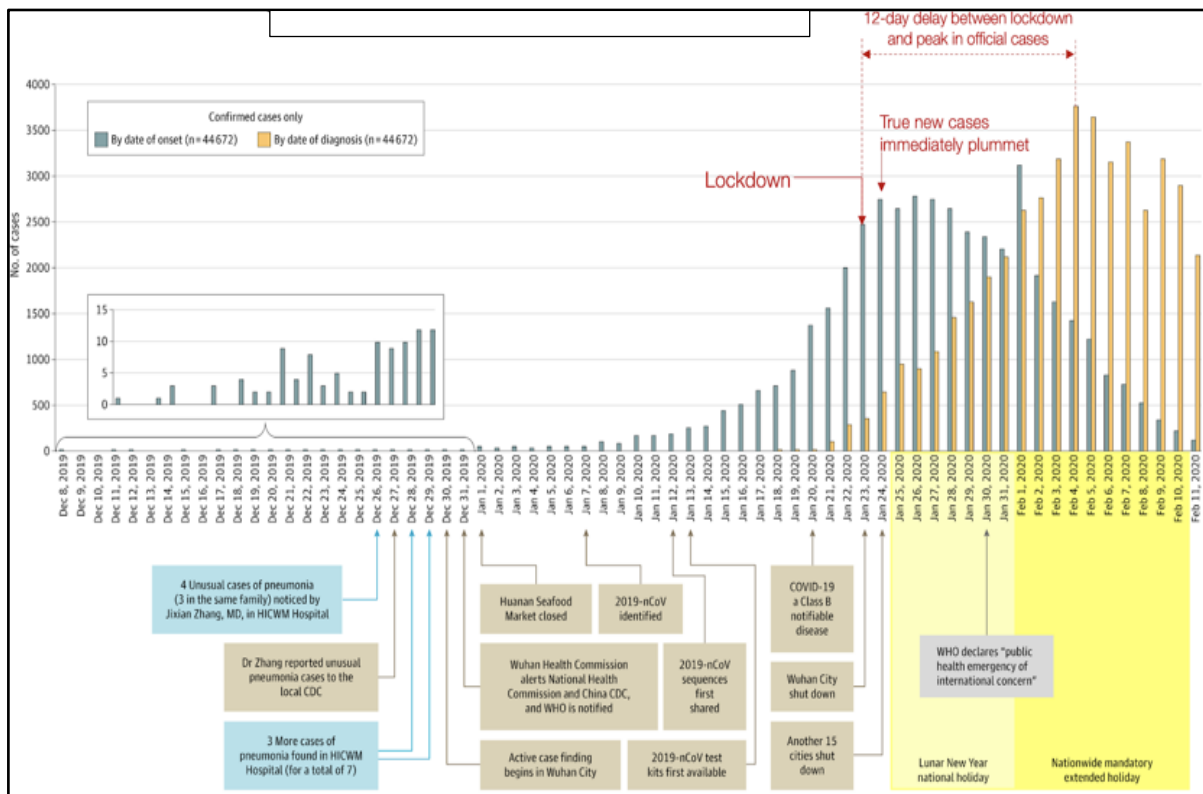 12-day delay between lockdown
and peak in official cases
4000
3500
3000
2500
2000
1500
1000
500
0
No. of cases
Confirmed cases only
By date of onset (n=44672)
By date of diagnosis (n=44672)
True new cases
immediately plummet
Lockdown
15
10
5
0
Dec 8, 2019
Dec 9, 2019
Dec 10, 2019
Dec 11, 2019
Dec 12, 2019
Dec 13, 2019
Dec 14, 2019
Dec 15, 2019
Dec 16, 2019
Dec 17, 2019
Dec 18, 2019
Dec 19, 2019
Dec 20, 2019
Dec 21, 2019
Dec 22, 2019
Dec 23, 2019
Dec 24, 2019
Dec 25, 2019
Dec 26, 2019
Dec 27, 2019
Dec 28, 2019
Dec 29, 2019
Dec 30, 2019
Dec 31, 2019
Jan 1, 2020
Jan 2, 2020
Jan 3, 2020
Jan 4, 2020
Jan 5, 2020
Jan 6, 2020
Jan 7, 2020
Jan 8, 2020
Jan 9, 2020
Jan 10, 2020
Jan 11, 2020
Jan 12, 2020
Jan 13, 2020
Jan 14, 2020
Jan 15, 2020
Jan 16, 2020
Jan 17, 2020
Jan 18, 2020
Jan 19, 2020
Jan 20, 2020
Jan 21, 2020
Jan 22, 2020
Jan 23, 2020
Jan 24, 2020
Jan 25, 2020
Jan 26, 2020
Jan 27, 2020
Jan 28, 2020
Jan 29, 2020
Jan 30, 2020
Jan 31, 2020
Feb 1, 2020
Feb 2, 2020
Feb 3, 2020
Feb 4, 2020
Feb 5, 2020
Feb 6, 2020
Feb 7, 2020
Feb 8, 2020
Feb 9, 2020
Feb 10, 2020
Feb 11, 2020
4 Unusual cases of pneumonia
(3 in the same family) noticed by
Jixian Zhang, MD, in HICWM Hospital
Dr Zhang reported unusual
pneumonia cases to the
local CDC
3 More cases of
pneumonia found in HICWM
Hospital (for a total of 7)
Huanan Seafood
Market closed
2019-nCoV
identified
Wuhan Health Commission
alerts National Health
Commission and China CDC,
and WHO is notified
2019-nCoV
sequences
first
shared
Active case finding
begins in Wuhan City
2019-nCoV test
kits first available
COVID-19
a Class B
notifiable
disease
Wuhan City
shut down
Another 15
cities shut
down
WHO declares "public
health emergency of
international concern"
Lunar New Year
national holiday
Nationwide mandatory
extended holiday